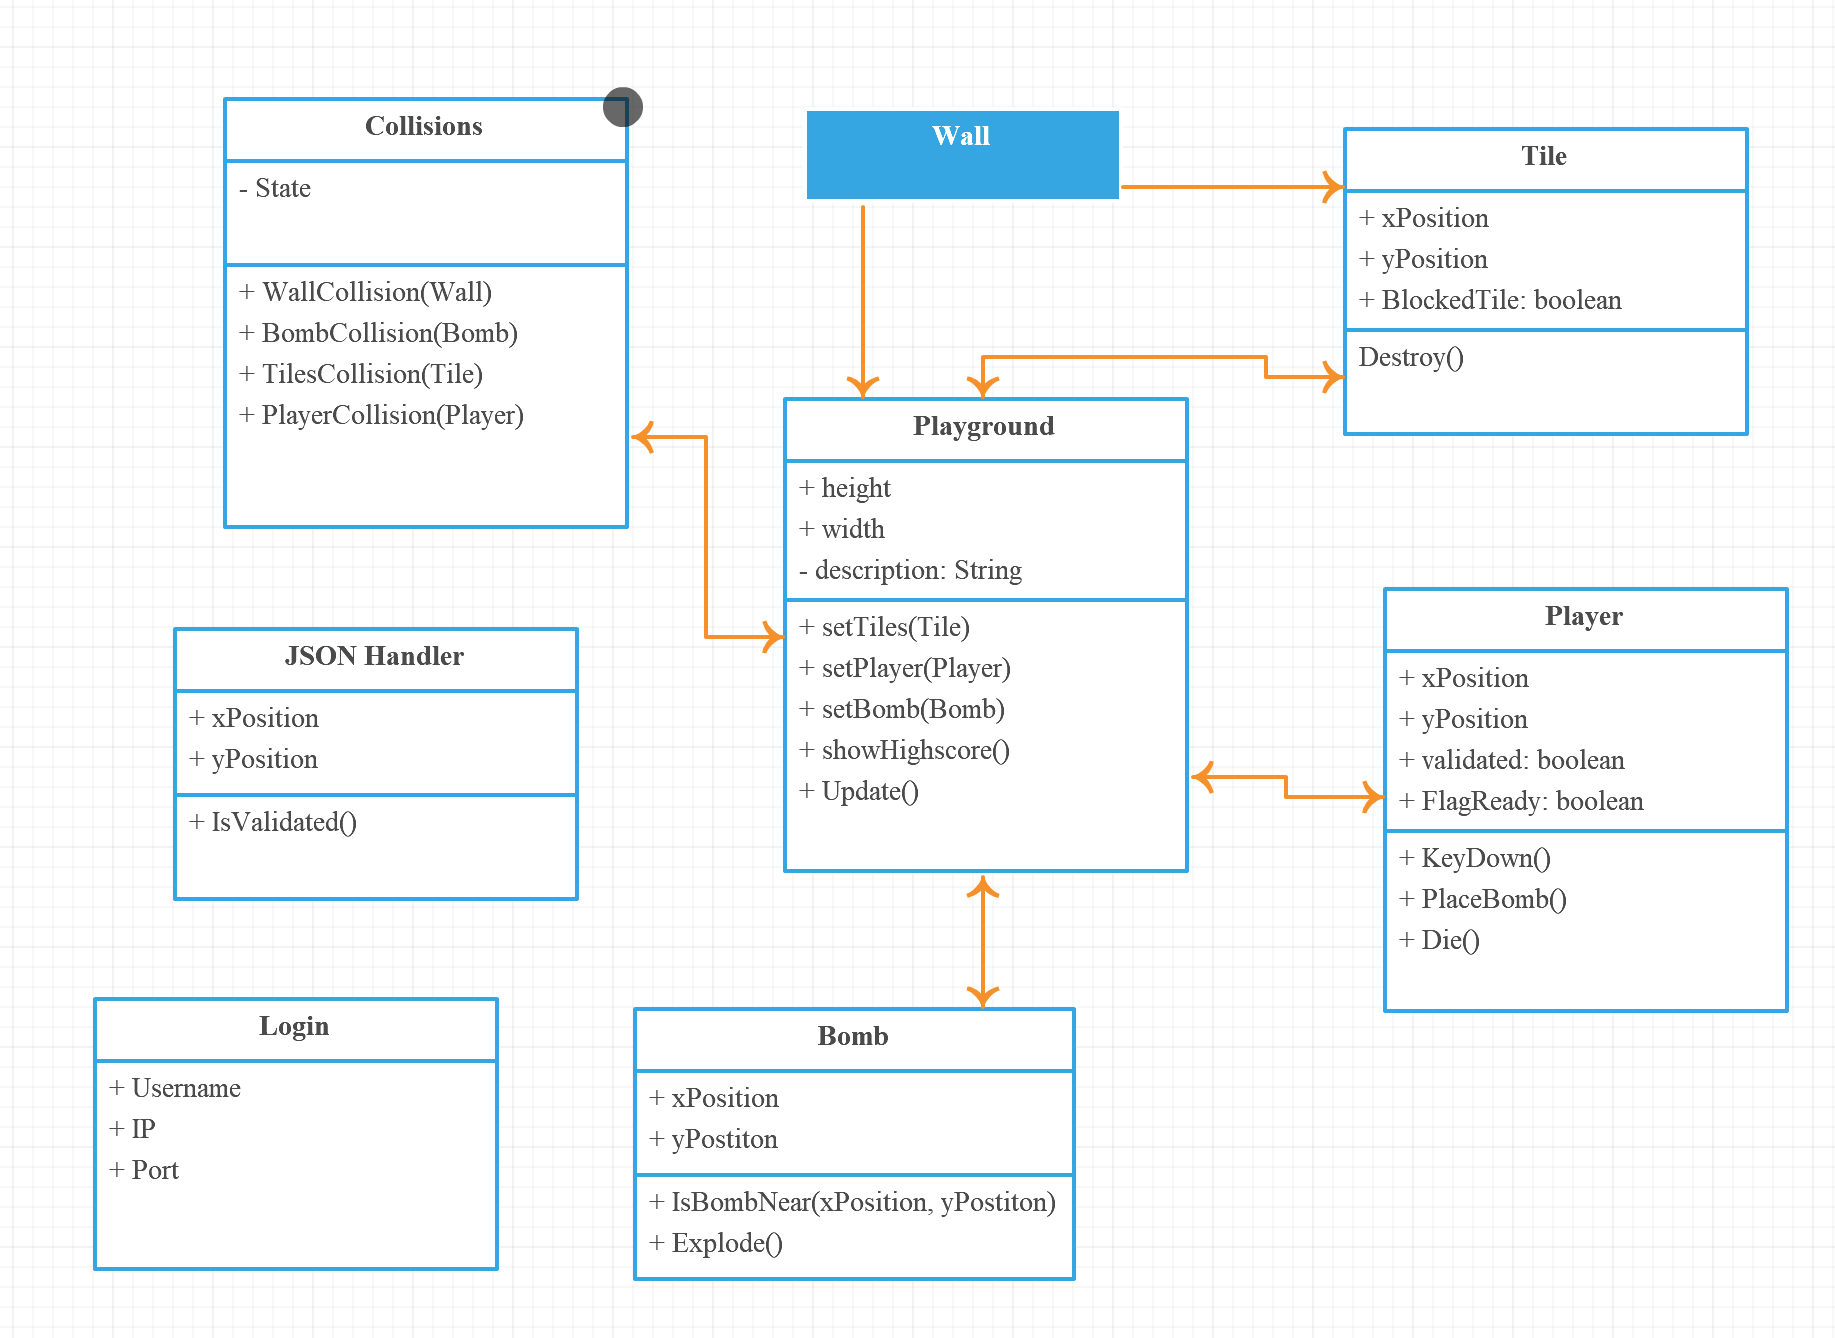 Collisions
- State
+ WallCollision(Wall)
+ BombCollision(Bomb)
+ TilesCollision(Tile)
+ PlayerCollision(Player)
Wall
Tile
+ xPosition
+ yPosition
+ BlockedTile: boolean
Destroy()
Playground
+ height
+ width
- description: String
+ setTiles(Tile)
+ setPlayer(Player)
+ setBomb(Bomb)
+ showHighscore()
+ Update()
JSON Handler
+ xPosition
+ yPosition
+ IsValidated()
Player
+ xPosition
+ yPosition
+ validated: boolean
+ FlagReady: boolean
+ KeyDown()
+ PlaceBomb()
+ Die()
Login
+ Username
+ IP
+ Port
Bomb
+ xPosition
+ yPostiton
+ IsBombNear(xPosition, yPostiton)
+ Explode()